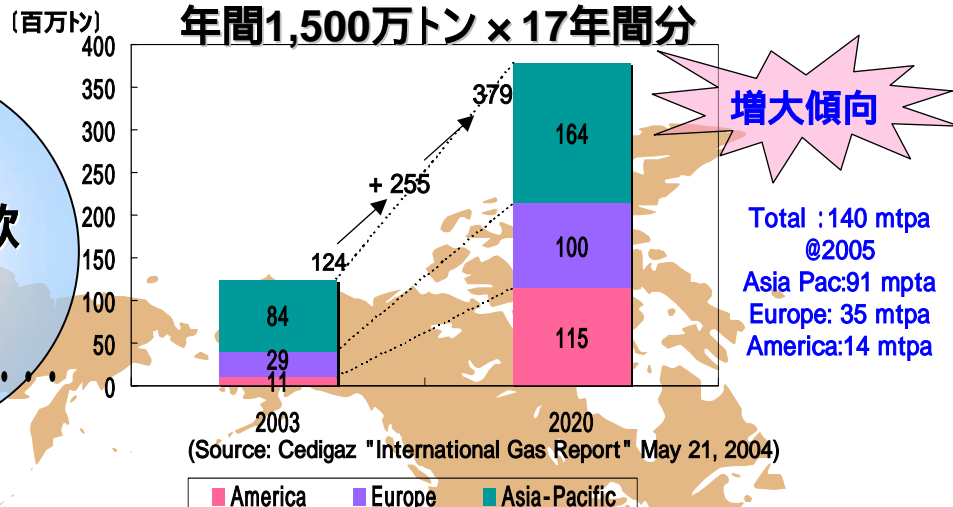 〔百万トン〕
年間1,500万トン × 17年間分
400
350
300
250
200
150
100
50
0
379
+ 255
124
164
100
115
84
29
11
2003
2020
(Source: Cedigaz "International Gas Report" May 21, 2004)
America
Europe
Asia-Pacific
増大傾向
Total :140 mtpa
@2005
Asia Pac:91 mpta
Europe: 35 mtpa
America:14 mtpa